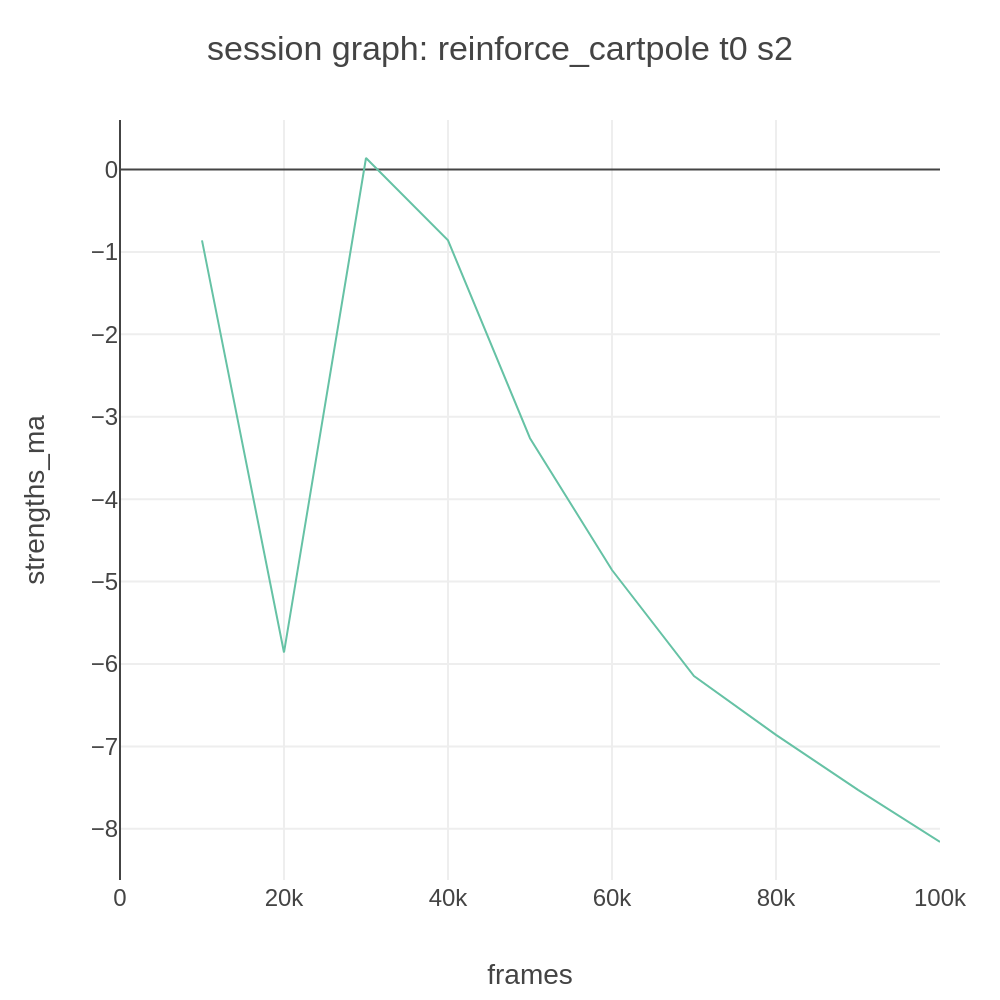 session graph: reinforce_cartpole t0 s2
strengths_ma
0
−1
−2
−3
−4
−5
−6
−7
−8
0
20k
40k
60k
80k
100k
frames